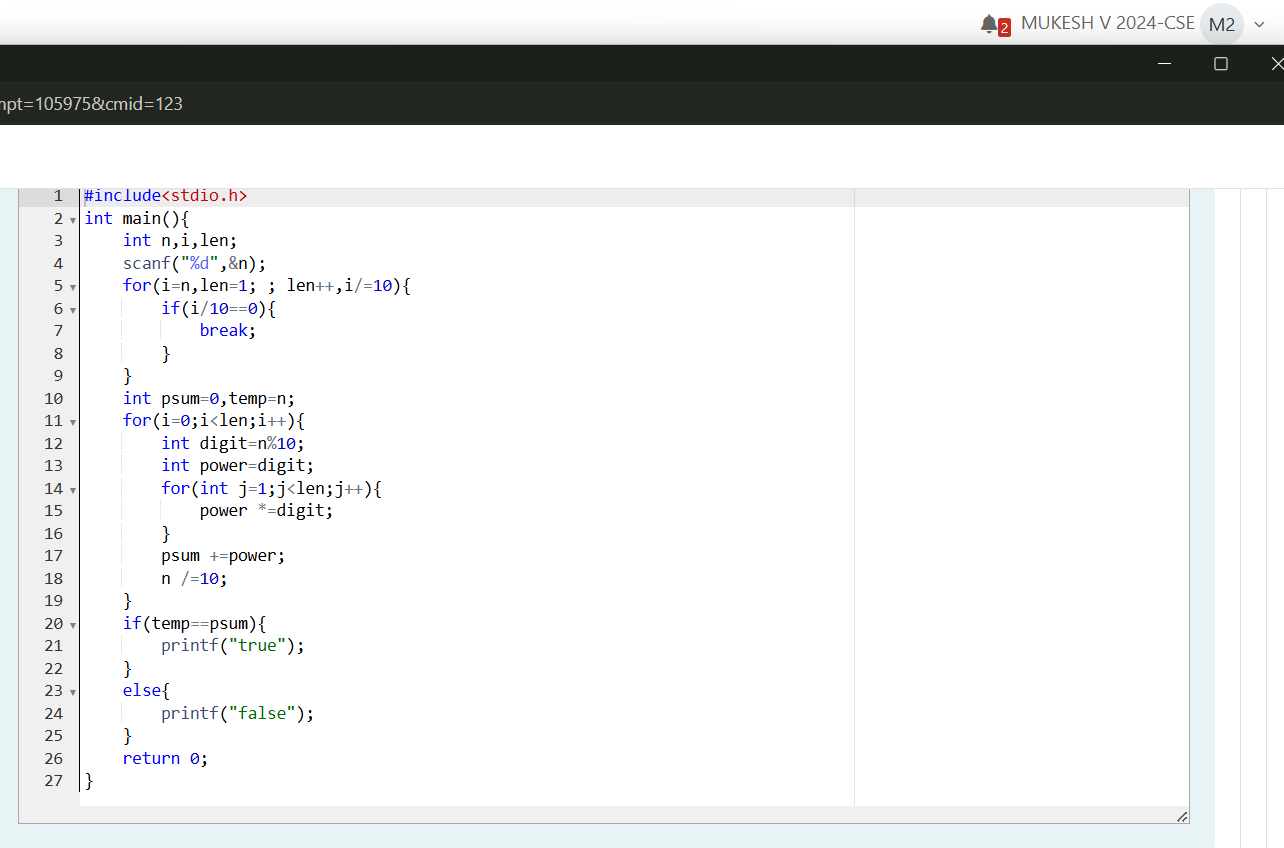 2 MUKESH V 2024-CSE M2
mpt=105975&cmid=123
1 #include<stdio.h>
2 int main(){
3 int n,i,len;
4 scanf("%d",&n);
5 for(i=n,len=1; ; len++,i/=10){
6 if(i/10==0){
7 break;
8 }
9 }
10 int psum=0,temp=n;
11 for(i=0;i<len;i++){
12 int digit=n%10;
13 int power=digit;
14 for(int j=1;j<len;j++){
15 power *=digit;
16 }
17 psum +=power;
18 n /=10;
19 }
20 if(temp==psum){
21 printf("true");
22 }
23 else{
24 printf("false");
25 }
26 return 0;
27 }